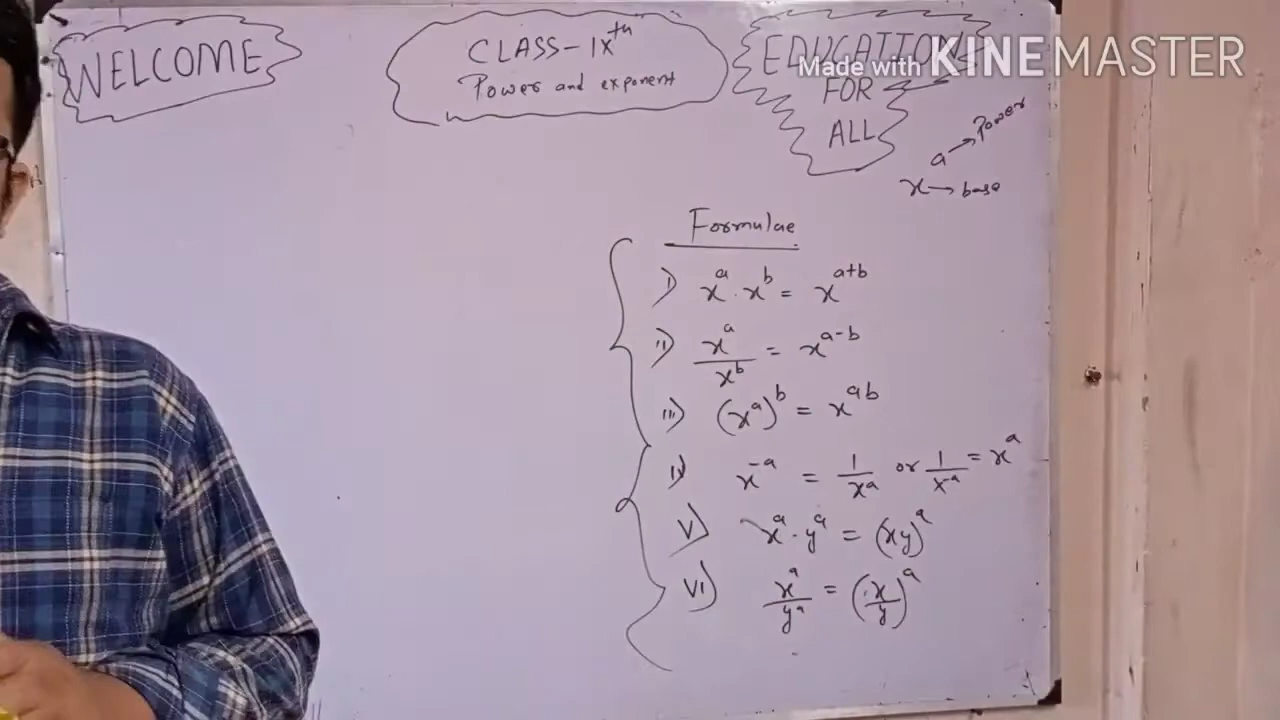 WELCOME
CLASS-IXth
Power and exponent
EDUCATION
FOR
ALL
Made with KINEMASTER
a → Power
x → base
Formulae
i) x^a · x^b = x^{a+b}
ii) x^a / x^b = x^{a-b}
iii) (x^a)^b = x^{ab}
iv) x^{-a} = 1/x^a or 1/x^{-a} = x^a
v) x^a · y^a = (xy)^a
vi) x^a / y^a = (x/y)^a